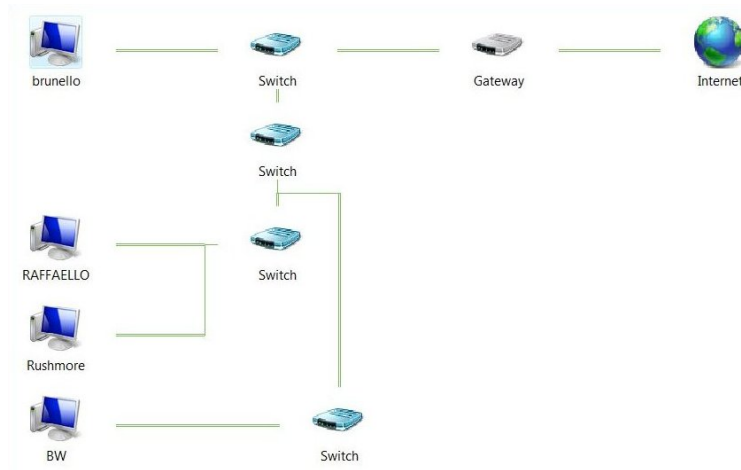 brunello
Switch
Gateway
Internet
Switch
RAFFAELLO
Switch
Rushmore
BW
Switch